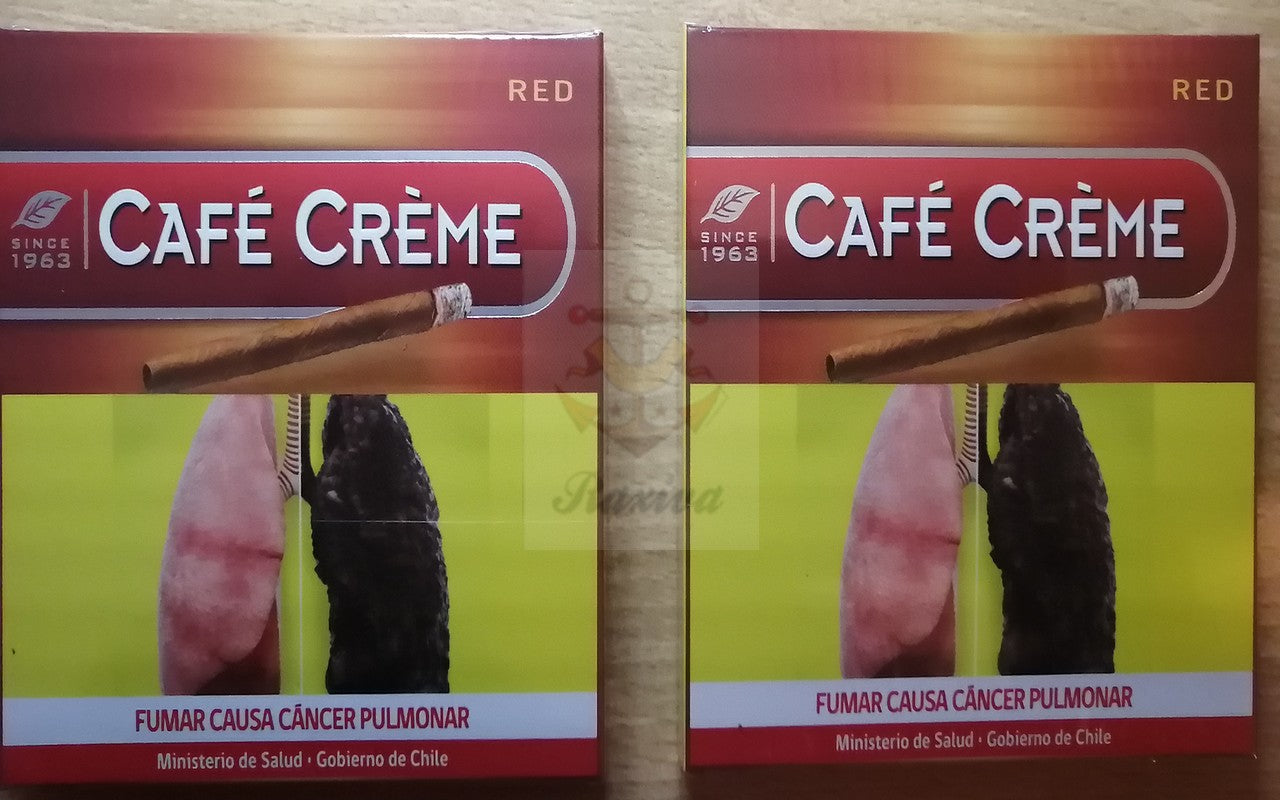 RED
SINCE
1963
CAFÉ CRÈME
FUMAR CAUSA CÁNCER PULMONAR
Ministerio de Salud · Gobierno de Chile
RED
SINCE
1963
CAFÉ CRÈME
FUMAR CAUSA CÁNCER PULMONAR
Ministerio de Salud · Gobierno de Chile